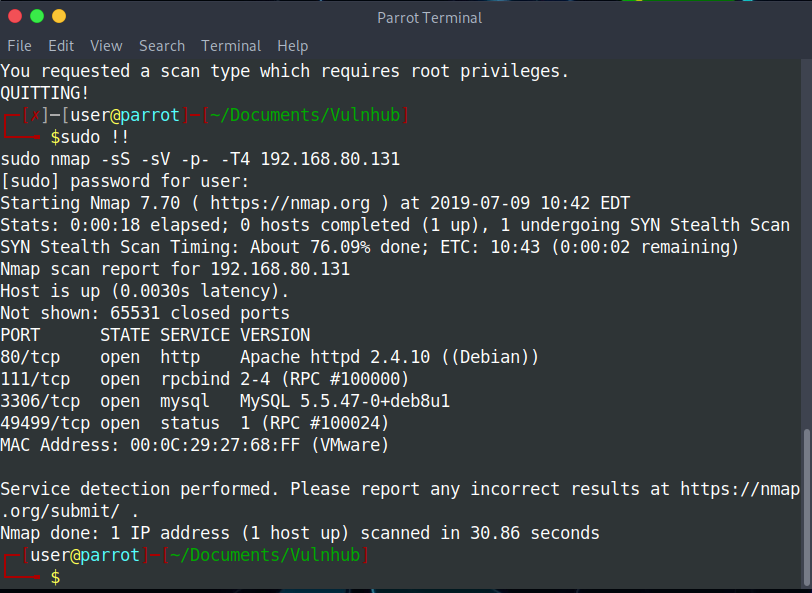 Parrot Terminal
File Edit View Search Terminal Help
You requested a scan type which requires root privileges.
QUITTING!
┌─[✗]─[user@parrot]─[~/Documents/Vulnhub]
└──╼ $sudo !!
sudo nmap -sS -sV -p- -T4 192.168.80.131
[sudo] password for user:
Starting Nmap 7.70 ( https://nmap.org ) at 2019-07-09 10:42 EDT
Stats: 0:00:18 elapsed; 0 hosts completed (1 up), 1 undergoing SYN Stealth Scan
SYN Stealth Scan Timing: About 76.09% done; ETC: 10:43 (0:00:02 remaining)
Nmap scan report for 192.168.80.131
Host is up (0.0030s latency).
Not shown: 65531 closed ports
PORT      STATE SERVICE VERSION
80/tcp    open  http    Apache httpd 2.4.10 ((Debian))
111/tcp   open  rpcbind 2-4 (RPC #100000)
3306/tcp  open  mysql   MySQL 5.5.47-0+deb8u1
49499/tcp open  status  1 (RPC #100024)
MAC Address: 00:0C:29:27:68:FF (VMware)
Service detection performed. Please report any incorrect results at https://nmap
.org/submit/ .
Nmap done: 1 IP address (1 host up) scanned in 30.86 seconds
┌─[user@parrot]─[~/Documents/Vulnhub]
└──╼ $